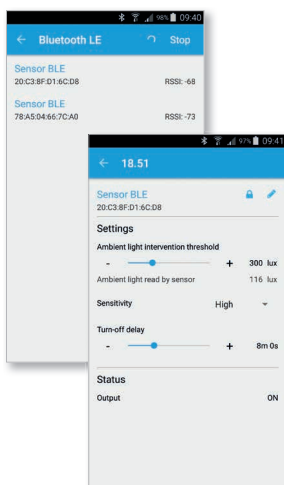 98% 09:40
← Bluetooth LE Stop
Sensor BLE
20:C3:8F:D1:6C:D8 RSSI: -68
Sensor BLE
78:A5:04:66:7C:A0 RSSI: -73
97% 09:41
← 18.51
Sensor BLE
20:C3:8F:D1:6C:D8
Settings
Ambient light intervention threshold
- + 300 lux
Ambient light read by sensor 116 lux
Sensitivity High
Turn-off delay
- + 8m 0s
Status
Output ON